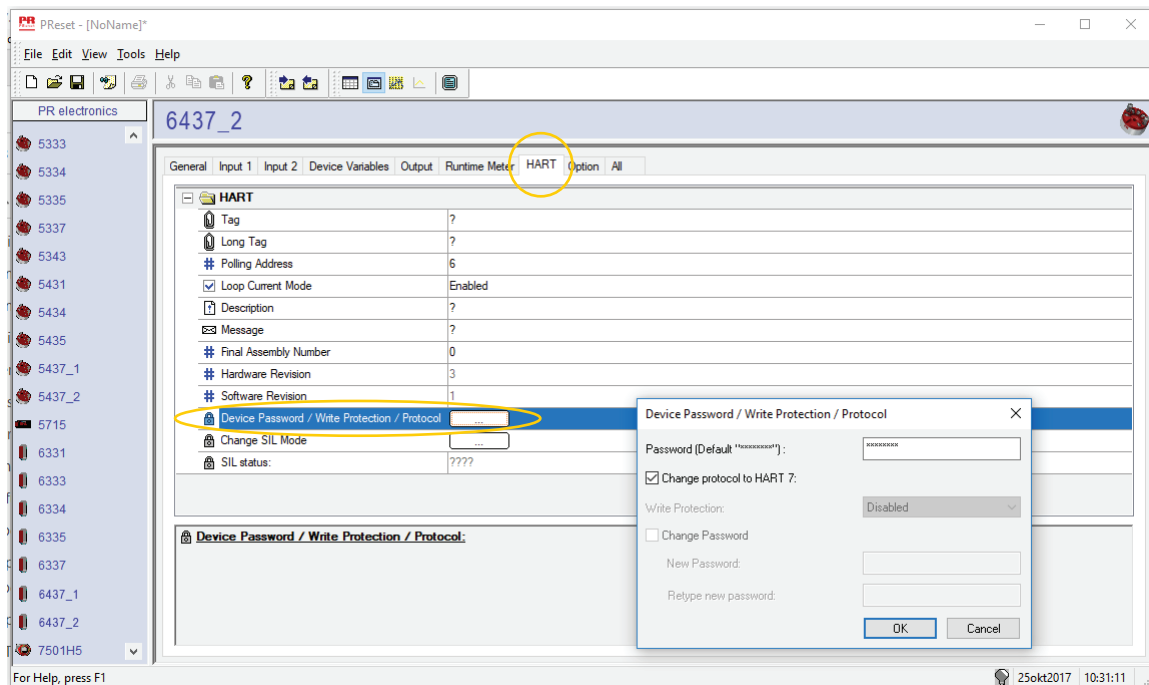 PR PReset - [NoName]*
File Edit View Tools Help
PR electronics
5333
5334
5335
5337
5343
5431
5434
5435
5437_1
5437_2
5715
6331
6333
6334
6335
6337
6437_1
6437_2
7501H5
6437_2
General Input 1 Input 2 Device Variables Output Runtime Meter HART Option All
HART
Tag ?
Long Tag ?
# Polling Address 6
Loop Current Mode Enabled
Description ?
Message ?
# Final Assembly Number 0
# Hardware Revision 3
# Software Revision 1
Device Password / Write Protection / Protocol ...
Change SIL Mode ...
SIL status: ????
Device Password / Write Protection / Protocol:
Device Password / Write Protection / Protocol
Password (Default "********") : ********
Change protocol to HART 7:
Write Protection: Disabled
Change Password
New Password:
Retype new password:
OK Cancel
For Help, press F1 25okt2017 10:31:11